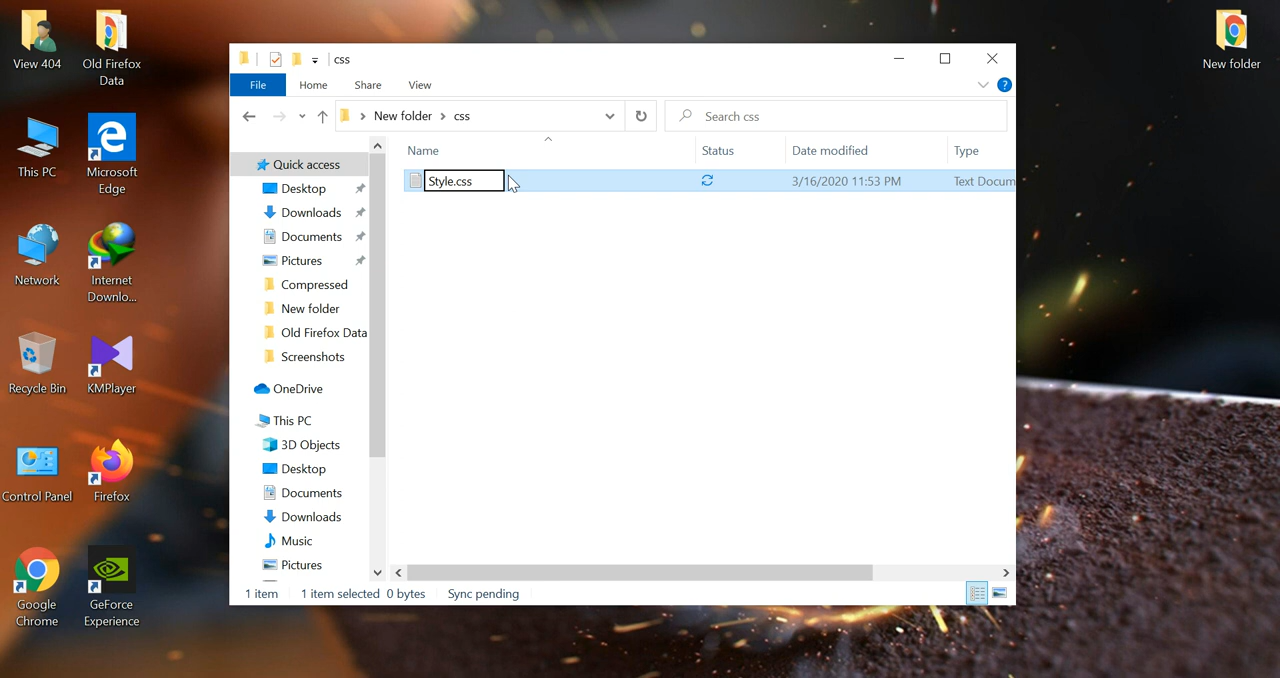 View 404
Old Firefox
Data
New folder
This PC
Microsoft
Edge
Network
Internet
Downlo...
Recycle Bin
KMPlayer
Control Panel
Firefox
Google
Chrome
GeForce
Experience
css
File
Home
Share
View
New folder
css
Search css
Name
Status
Date modified
Type
Style.css
3/16/2020 11:53 PM
Text Docum
Quick access
Desktop
Downloads
Documents
Pictures
Compressed
New folder
Old Firefox Data
Screenshots
OneDrive
This PC
3D Objects
Desktop
Documents
Downloads
Music
Pictures
1 item
1 item selected 0 bytes
Sync pending